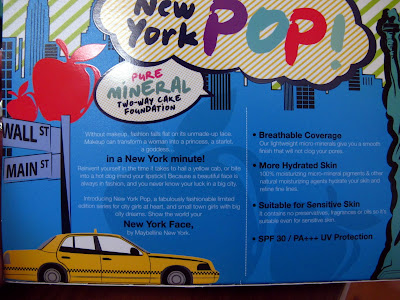 New
York POP!
PURE
MINERAL
TWO-WAY CAKE
FOUNDATION
WALL ST
MAIN ST
Without makeup, fashion falls flat on its unmade-up face.
Makeup can transform a woman into a princess, a starlet,
a goddess...
in a New York minute!
Reinvent yourself in the time it takes to hail a yellow cab, or bite
into a hot dog (mind your lipstick)! Because a beautiful face is
always in fashion, and you never know your luck in a big city.
Introducing New York Pop, a fabulously fashionable limited
edition series for city girls at heart, and small town girls with big
city dreams. Show the world your
New York Face,
by Maybelline New York.
• Breathable Coverage
Our lightweight micro-minerals give you a smooth
finish that will not clog your pores.
• More Hydrated Skin
100% moisturizing micro-mineral pigments & other
natural moisturizing agents hydrate your skin and
refine fine lines.
• Suitable for Sensitive Skin
It contains no preservatives, fragrances or oils so it's
suitable even for sensitive skin.
• SPF 30 / PA+++ UV Protection